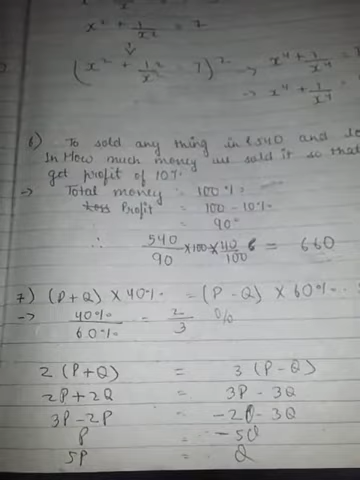 x² + 1/x² = 7
(x² + 1/x² = 7)² → x⁴ + 1/x⁴
→ x⁴ + 1/x⁴
6) To sold any thing in ₹540 and
In How much money we sold it so that
get profit of 10%
→ Total money = 100%
Loss Profit = 100 - 10%
= 90%
∴ 540/90 × 100 × /100 = 660
7) (P+Q) × 40% = (P - Q) × 60%
→ 40%/60% = 2/3 %
2 (P+Q) = 3 (P-Q)
2P+2Q = 3P - 3Q
3P - 2P = -2Q - 3Q
P = -5Q
5P = Q